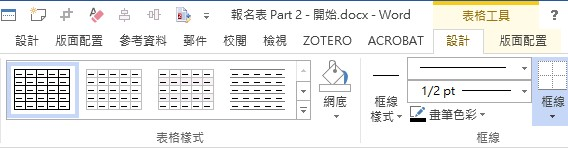 報名表 Part 2 - 開始.docx - Word
表格工具
設計 版面配置 參考資料 郵件 校閱 檢視 ZOTERO ACROBAT 設計 版面配置
網底
框線樣式
1/2 pt
畫筆色彩
框線
表格樣式
框線